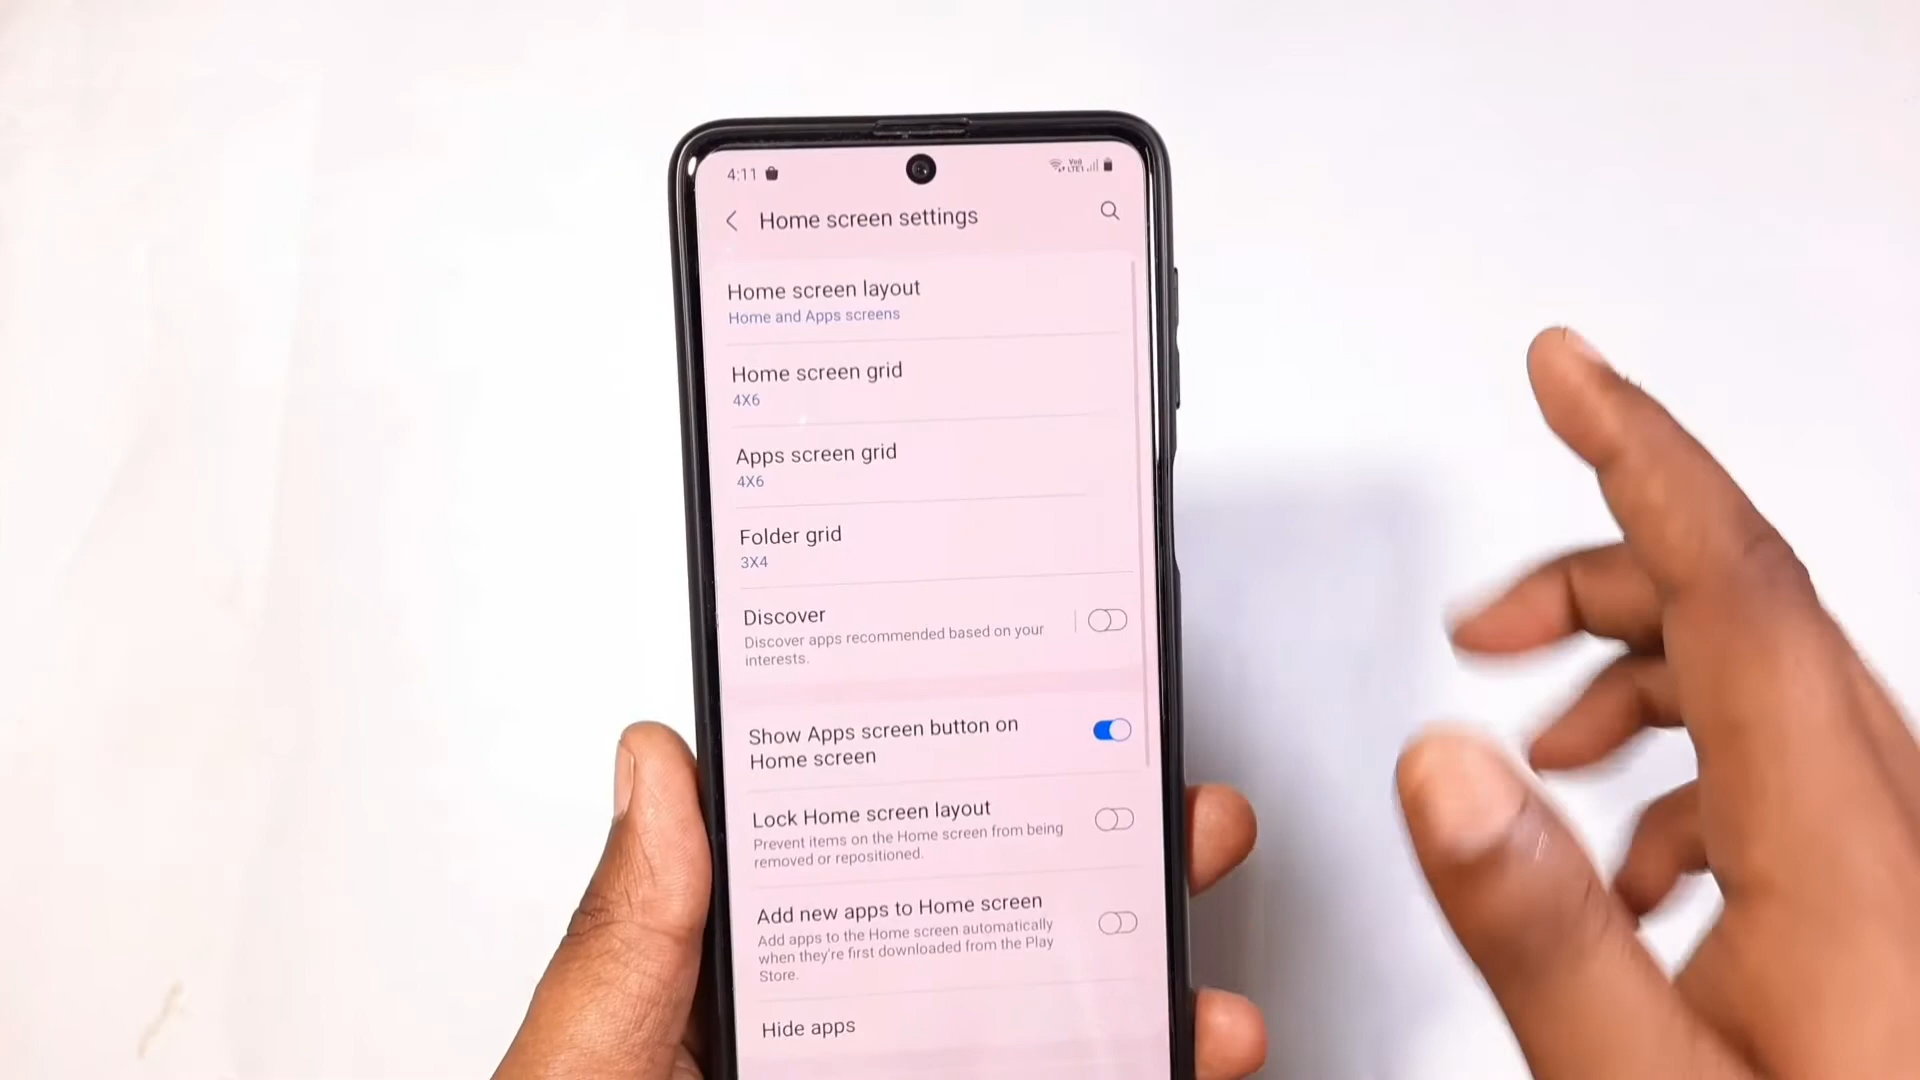 4:11
Vo))
LTE1
Home screen settings
Home screen layout
Home and Apps screens
Home screen grid
4X6
Apps screen grid
4X6
Folder grid
3X4
Discover
Discover apps recommended based on your
interests.
Show Apps screen button on
Home screen
Lock Home screen layout
Prevent items on the Home screen from being
removed or repositioned.
Add new apps to Home screen
Add apps to the Home screen automatically
when they're first downloaded from the Play
Store.
Hide apps